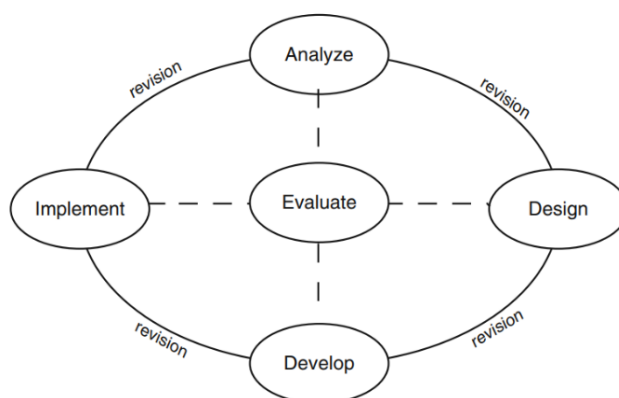 Analyze
revision
revision
Implement
Evaluate
Design
revision
revision
Develop